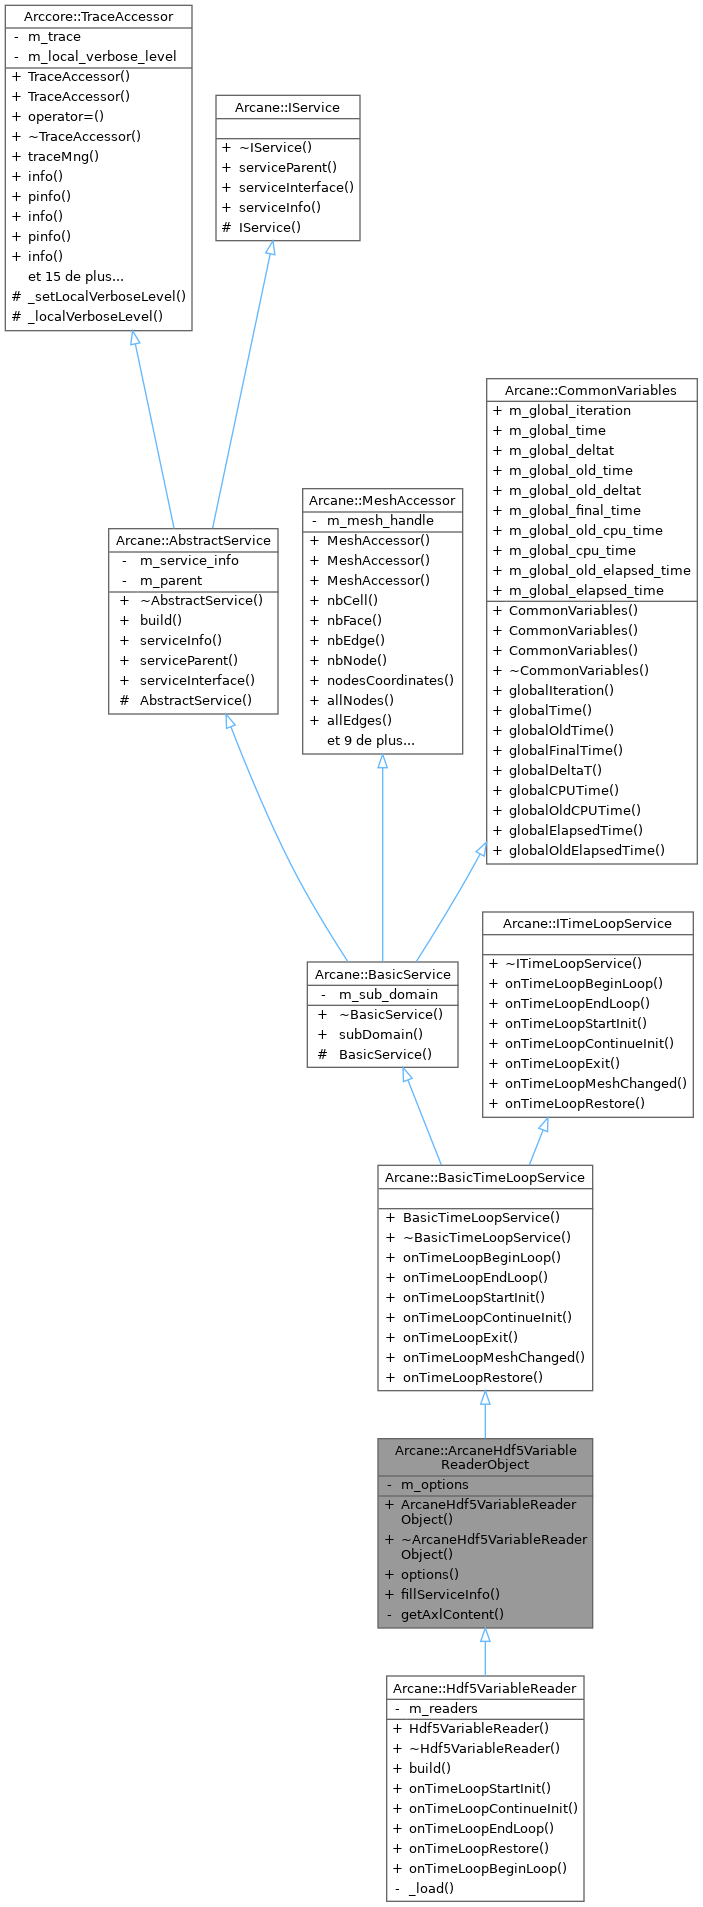 Arccore::TraceAccessor
- m_trace
- m_local_verbose_level
+ TraceAccessor()
+ TraceAccessor()
+ operator=()
+ ~TraceAccessor()
+ traceMng()
+ info()
+ pinfo()
+ info()
+ pinfo()
+ info()
et 15 de plus...
# _setLocalVerboseLevel()
# _localVerboseLevel()
Arcane::IService
+ ~IService()
+ serviceParent()
+ serviceInterface()
+ serviceInfo()
# IService()
Arcane::CommonVariables
+ m_global_iteration
+ m_global_time
+ m_global_deltat
+ m_global_old_time
+ m_global_old_deltat
+ m_global_final_time
+ m_global_old_cpu_time
+ m_global_cpu_time
+ m_global_old_elapsed_time
+ m_global_elapsed_time
+ CommonVariables()
+ CommonVariables()
+ CommonVariables()
+ ~CommonVariables()
+ globalIteration()
+ globalTime()
+ globalOldTime()
+ globalFinalTime()
+ globalDeltaT()
+ globalCPUTime()
+ globalOldCPUTime()
+ globalElapsedTime()
+ globalOldElapsedTime()
Arcane::MeshAccessor
- m_mesh_handle
+ MeshAccessor()
+ MeshAccessor()
+ MeshAccessor()
+ nbCell()
+ nbFace()
+ nbEdge()
+ nbNode()
+ nodesCoordinates()
+ allNodes()
+ allEdges()
et 9 de plus...
Arcane::AbstractService
- m_service_info
- m_parent
+ ~AbstractService()
+ build()
+ serviceInfo()
+ serviceParent()
+ serviceInterface()
# AbstractService()
Arcane::ITimeLoopService
+ ~ITimeLoopService()
+ onTimeLoopBeginLoop()
+ onTimeLoopEndLoop()
+ onTimeLoopStartInit()
+ onTimeLoopContinueInit()
+ onTimeLoopExit()
+ onTimeLoopMeshChanged()
+ onTimeLoopRestore()
Arcane::BasicService
- m_sub_domain
+ ~BasicService()
+ subDomain()
# BasicService()
Arcane::BasicTimeLoopService
+ BasicTimeLoopService()
+ ~BasicTimeLoopService()
+ onTimeLoopBeginLoop()
+ onTimeLoopEndLoop()
+ onTimeLoopStartInit()
+ onTimeLoopContinueInit()
+ onTimeLoopExit()
+ onTimeLoopMeshChanged()
+ onTimeLoopRestore()
Arcane::ArcaneHdf5Variable
ReaderObject
- m_options
+ ArcaneHdf5VariableReader
Object()
+ ~ArcaneHdf5VariableReader
Object()
+ options()
+ fillServiceInfo()
- getAxlContent()
Arcane::Hdf5VariableReader
- m_readers
+ Hdf5VariableReader()
+ ~Hdf5VariableReader()
+ build()
+ onTimeLoopStartInit()
+ onTimeLoopContinueInit()
+ onTimeLoopEndLoop()
+ onTimeLoopRestore()
+ onTimeLoopBeginLoop()
- _load()